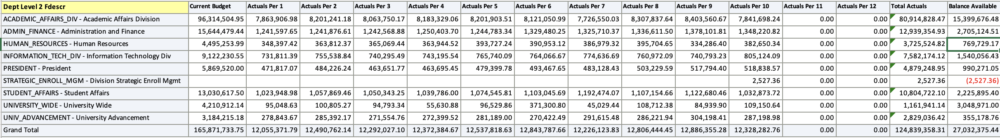 Dept Level 2 Fdescr Current Budget Actuals Per 1 Actuals Per 2 Actuals Per 3 Actuals Per 4 Actuals Per 5 Actuals Per 6 Actuals Per 7 Actuals Per 8 Actuals Per 9 Actuals Per 10 Actuals Per 11 Actuals Per 12 Total Actuals Balance Available
ACADEMIC_AFFAIRS_DIV - Academic Affairs Division 96,314,504.95 7,863,906.98 8,201,241.18 8,063,750.17 8,183,329.06 8,201,903.51 8,121,050.99 7,726,550.03 8,307,837.64 8,403,560.67 7,841,698.24 0.00 0.00 80,914,828.47 15,399,676.48
ADMIN_FINANCE - Administration and Finance 15,644,479.44 1,241,597.65 1,241,876.61 1,242,568.88 1,250,403.70 1,244,783.34 1,329,480.25 1,325,710.37 1,336,611.50 1,378,101.81 1,348,220.82 0.00 0.00 12,939,354.93 2,705,124.51
HUMAN_RESOURCES - Human Resources 4,495,253.99 348,397.42 363,812.37 365,069.44 363,944.52 393,727.24 390,953.12 386,979.32 395,704.65 334,286.40 382,650.34 0.00 0.00 3,725,524.82 769,729.17
INFORMATION_TECH_DIV - Information Technology Div 9,122,230.55 731,811.39 755,538.84 740,295.49 743,195.54 765,740.09 764,066.67 774,636.69 760,972.09 740,793.23 805,124.09 0.00 0.00 7,582,174.12 1,540,056.43
PRESIDENT - President 5,869,520.00 471,817.07 484,226.24 463,651.77 463,695.45 479,399.78 493,467.65 483,128.43 503,229.59 517,794.40 518,838.57 0.00 0.00 4,879,248.95 990,271.05
STRATEGIC_ENROLL_MGM - Division Strategic Enroll Mgmt 2,527.36 0.00 0.00 2,527.36 (2,527.36)
STUDENT_AFFAIRS - Student Affairs 13,030,617.50 1,023,948.98 1,057,869.46 1,050,343.25 1,039,786.00 1,074,545.81 1,103,045.69 1,192,474.07 1,107,154.66 1,122,680.46 1,032,873.72 0.00 0.00 10,804,722.10 2,225,895.40
UNIVERSITY_WIDE - University Wide 4,210,912.14 95,048.63 100,805.27 94,793.34 55,630.88 96,529.86 371,300.80 45,029.44 108,712.38 84,939.90 109,150.64 0.00 0.00 1,161,941.14 3,048,971.00
UNIV_ADVANCEMENT - University Advancement 3,184,215.18 278,843.67 285,392.17 271,554.76 272,399.52 281,189.00 270,422.49 291,615.48 286,221.94 304,198.41 287,198.98 0.00 0.00 2,829,036.42 355,178.76
Grand Total 165,871,733.75 12,055,371.79 12,490,762.14 12,292,027.10 12,372,384.67 12,537,818.63 12,843,787.66 12,226,123.83 12,806,444.45 12,886,355.28 12,328,282.76 0.00 0.00 124,839,358.31 27,032,375.44